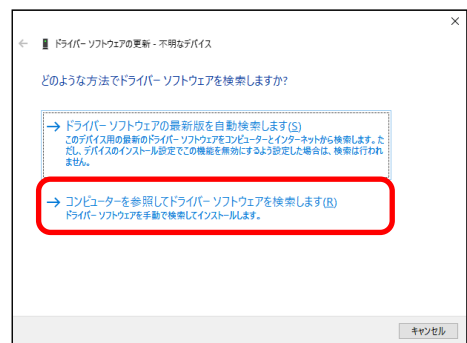 ドライバー ソフトウェアの更新 - 不明なデバイス
どのような方法でドライバー ソフトウェアを検索しますか?
→ ドライバー ソフトウェアの最新版を自動検索します(S)
このデバイス用の最新のドライバー ソフトウェアをコンピューターとインターネットから検索します。た
だし、デバイスのインストール設定でこの機能を無効にするよう設定した場合は、検索は行われ
ません。
→ コンピューターを参照してドライバー ソフトウェアを検索します(R)
ドライバー ソフトウェアを手動で検索してインストールします。
キャンセル